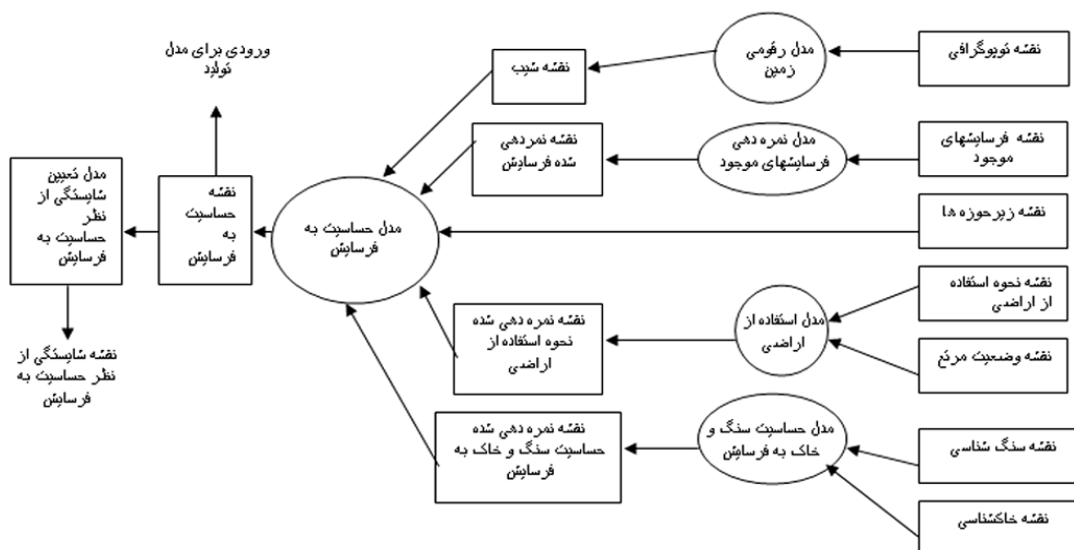 نقشه توپوگرافی
نقشه فرسایشهای
موجود
نقشه زیرحوزه ها
نقشه نحوه استفاده
از اراضی
نقشه وضعیت مرتع
نقشه سنگ شناسی
نقشه خاکشناسی
مدل رقومی
زمین
مدل نمره دهی
فرسایشهای موجود
مدل استفاده از
اراضی
مدل حساسیت سنگ و
خاک به فرسایش
نقشه شیب
نقشه نمردهی
شده فرسایش
نقشه نمره دهی شده
نحوه استفاده از
اراضی
نقشه نمره دهی شده
حساسیت سنگ و خاک به
فرسایش
مدل حساسیت به
فرسایش
نقشه
حساسیت
به
فرسایش
ورودی برای مدل
تولید
مدل تعیین
شایستگی از
نظر
حساسیت به
فرسایش
نقشه شایستگی از
نظر حساسیت به
فرسایش